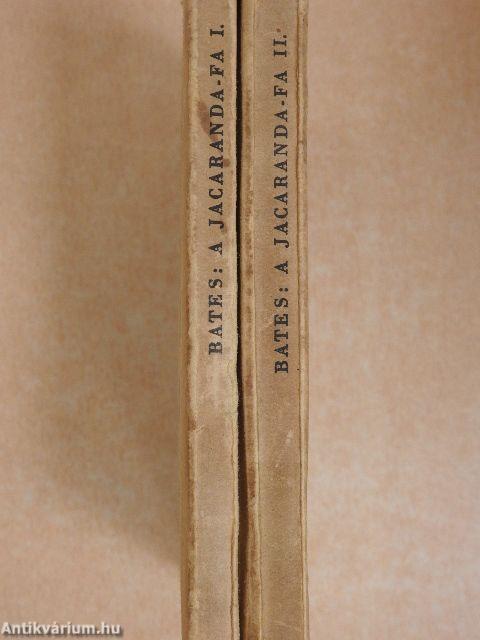 BATES: A JACARANDA-FA I.
BATES: A JACARANDA-FA II.
Antikvárium.hu